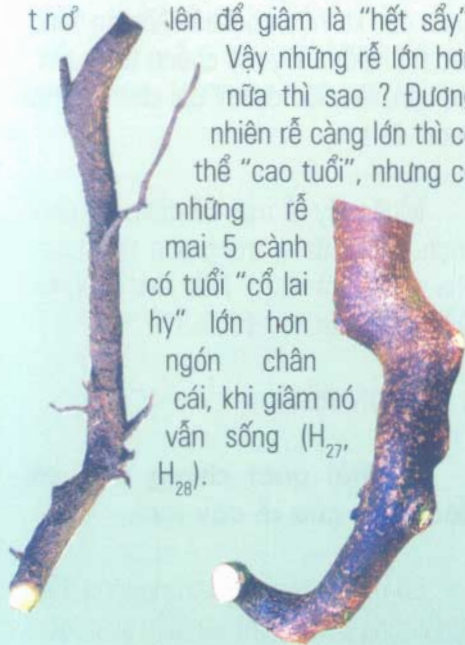 trở lên để giâm là “hết sẩy”
Vậy những rễ lớn hơn
nữa thì sao ? Đương
nhiên rễ càng lớn thì c
thể “cao tuổi”, nhưng c
những rễ
mai 5 cành
có tuổi “cổ lai
hy” lớn hơn
ngón chân
cái, khi giâm nó
vẫn sống (H27,
H28).